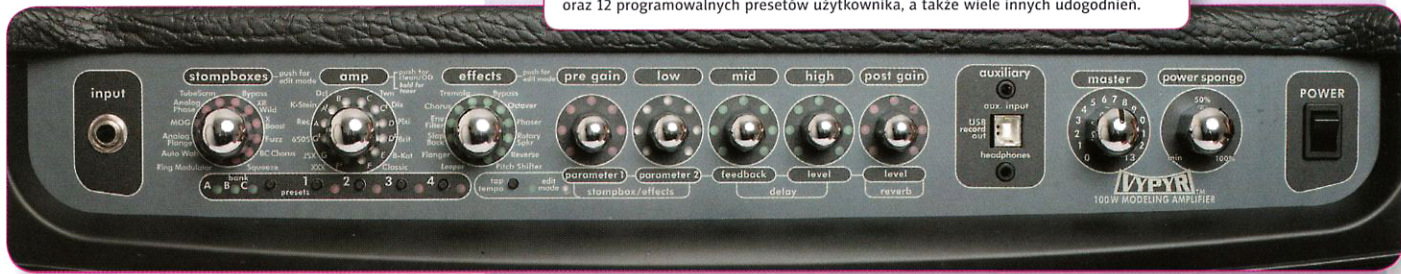 oraz 12 programowalnych presetów użytkownika, a także wiele innych udogodnień.
input
stompboxes
push for edit mode
TubeScrm
Bypass
Analog Phase
XR Wild
MOG
X Boost
Analog Flange
Fuzz
Auto Wah
BC Chorus
Ring Modulator
Squeeze
amp
push for clean/OD
hold for tuner
Dcl
B
C
Twn
K-Stein
Dlx
Rec
A
D
Plxi
6505
G
D
Brit
JSX
G
E
B-Kat
XXX
F
Classic
effects
push for edit mode
Tremolo
Bypass
Chorus
Octaver
Env Filter
Phaser
Slap Back
Rotary Spkr
Flanger
Reverse
Looper
Pitch Shifter
bank
A B C
presets
1 2 3 4
tap tempo
edit mode
pre gain
low
mid
high
post gain
parameter 1
parameter 2
feedback
level
level
stompbox/effects
delay
reverb
auxiliary
aux. input
USB record out
headphones
master
0
2
3
4
5
6
7
8
9
13
power sponge
50%
min
100%
VYPYR™
100W MODELING AMPLIFIER
POWER